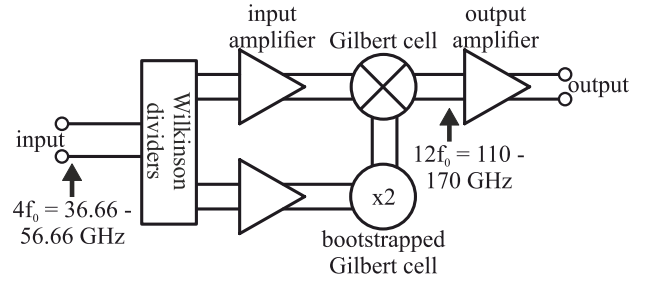 input
amplifier
Gilbert cell
output
amplifier
Wilkinson
dividers
input
output
4f₀ = 36.66 -
56.66 GHz
12f₀ = 110 -
170 GHz
x2
bootstrapped
Gilbert cell